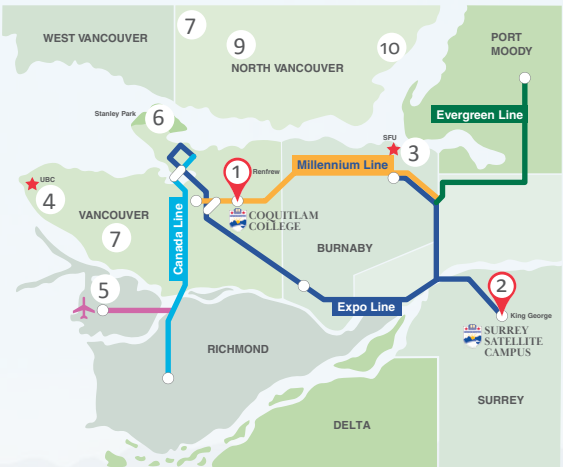 7
WEST VANCOUVER
9
10
NORTH VANCOUVER
PORT
MOODY
Stanley Park
6
Evergreen Line
SFU
3
Millennium Line
1
Renfrew
UBC
4
COQUITLAM
COLLEGE
VANCOUVER
7
Canada Line
BURNABY
5
2
Expo Line
King George
SURREY
SATELLITE
CAMPUS
RICHMOND
SURREY
DELTA